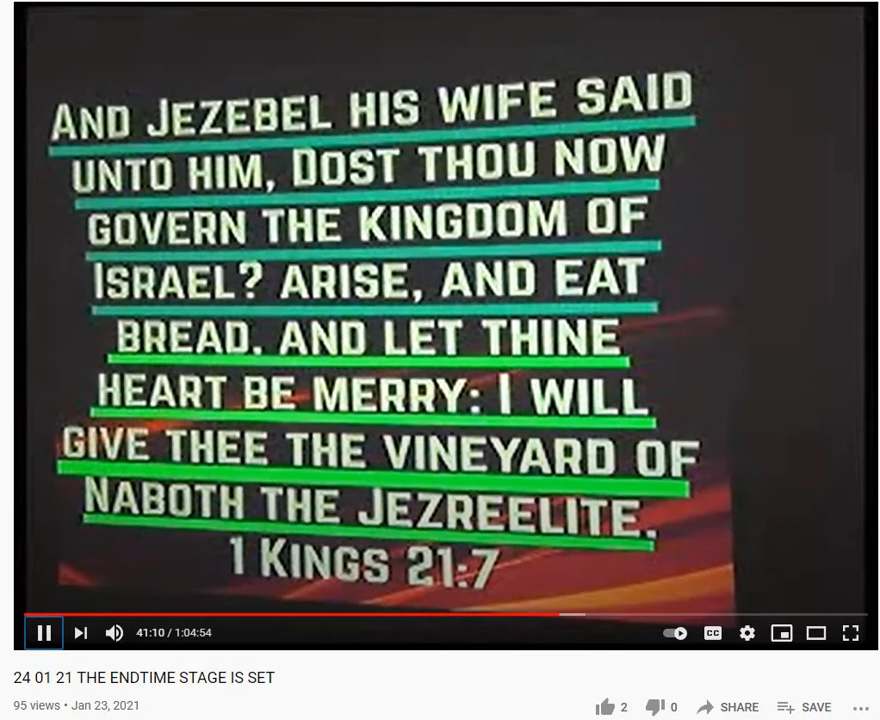 AND JEZEBEL HIS WIFE SAID
UNTO HIM, DOST THOU NOW
GOVERN THE KINGDOM OF
ISRAEL? ARISE, AND EAT
BREAD, AND LET THINE
HEART BE MERRY: I WILL
GIVE THEE THE VINEYARD OF
NABOTH THE JEZREELITE.
1 KINGS 21:7
41:10 / 1:04:54
CC
24 01 21 THE ENDTIME STAGE IS SET
95 views • Jan 23, 2021
2
0
SHARE
SAVE